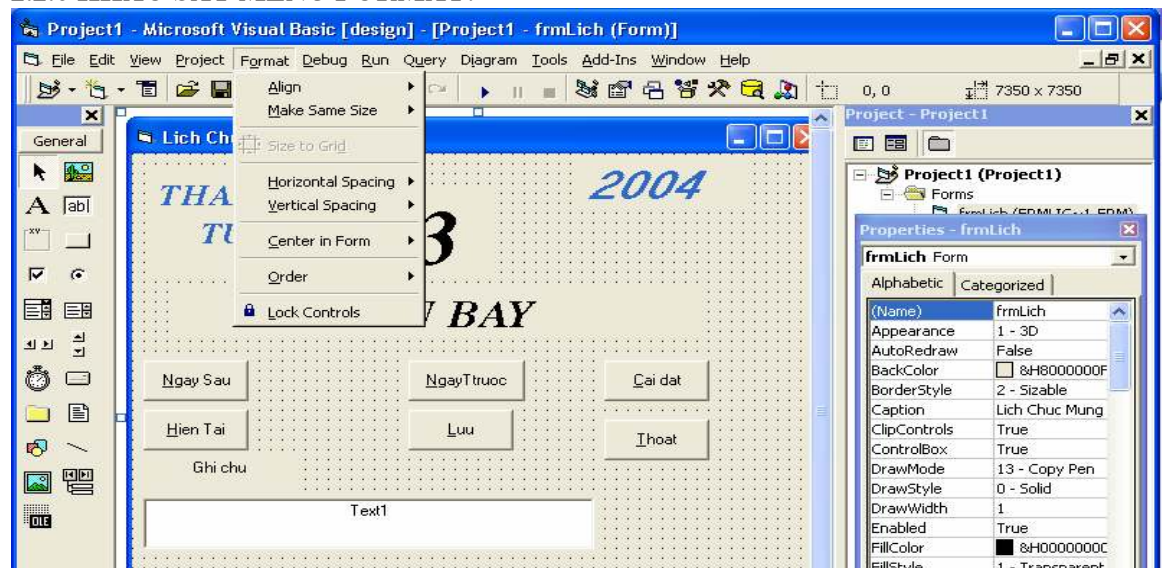 Project1 - Microsoft Visual Basic [design] - [Project1 - frmLich (Form)]
File Edit View Project Format Debug Run Query Diagram Tools Add-Ins Window Help
0, 0
7350 x 7350
General
Align
Make Same Size
Size to Grid
Horizontal Spacing
Vertical Spacing
Center in Form
Order
Lock Controls
Lich
2004
3
BAY
Ngay Sau
NgayTtruoc
Cai dat
Hien Tai
Luu
Thoat
Ghi chu
Text1
Project - Project1
Project1 (Project1)
Forms
Properties - frmLich
frmLich Form
Alphabetic Categorized
(Name) frmLich
Appearance 1 - 3D
AutoRedraw False
BackColor &H8000000F
BorderStyle 2 - Sizable
Caption Lich Chuc Mung
ClipControls True
ControlBox True
DrawMode 13 - Copy Pen
DrawStyle 0 - Solid
DrawWidth 1
Enabled True
FillColor &H0000000C
FillStyle 1 - Transparent
OLE